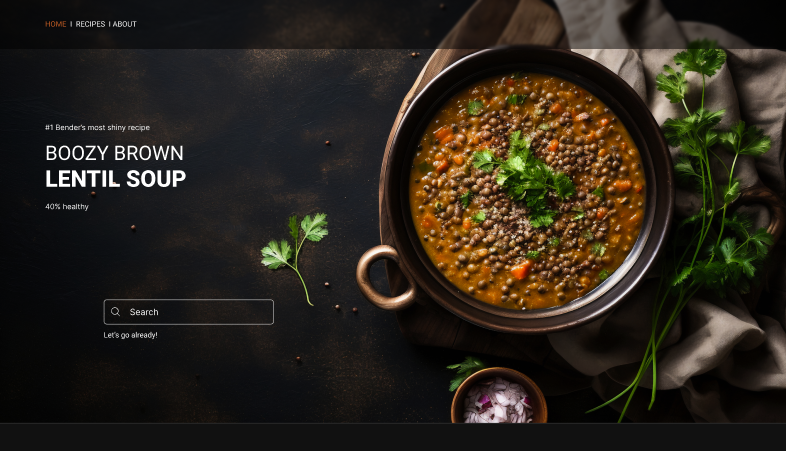 HOME I RECIPES I ABOUT
#1 Bender's most shiny recipe
BOOZY BROWN
LENTIL SOUP
40% healthy
Search
Let's go already!